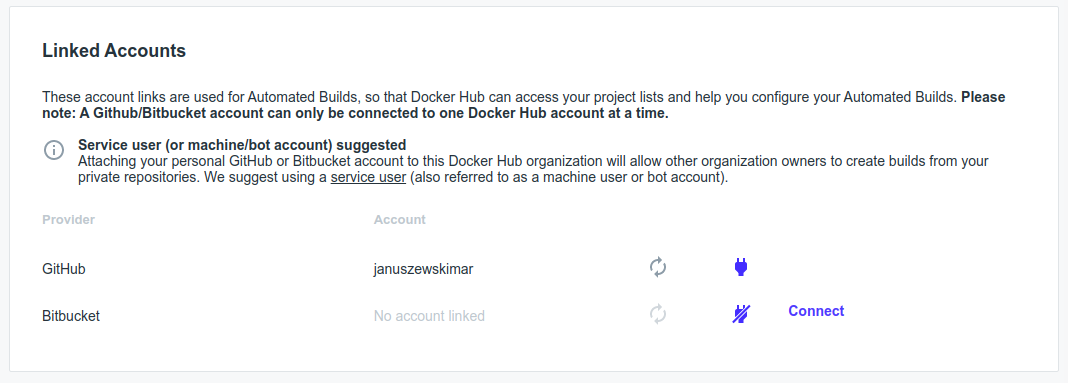 Linked Accounts
These account links are used for Automated Builds, so that Docker Hub can access your project lists and help you configure your Automated Builds. Please
note: A Github/Bitbucket account can only be connected to one Docker Hub account at a time.
Service user (or machine/bot account) suggested
Attaching your personal GitHub or Bitbucket account to this Docker Hub organization will allow other organization owners to create builds from your
private repositories. We suggest using a service user (also referred to as a machine user or bot account).
Provider Account
GitHub januszewskimar
Bitbucket No account linked Connect